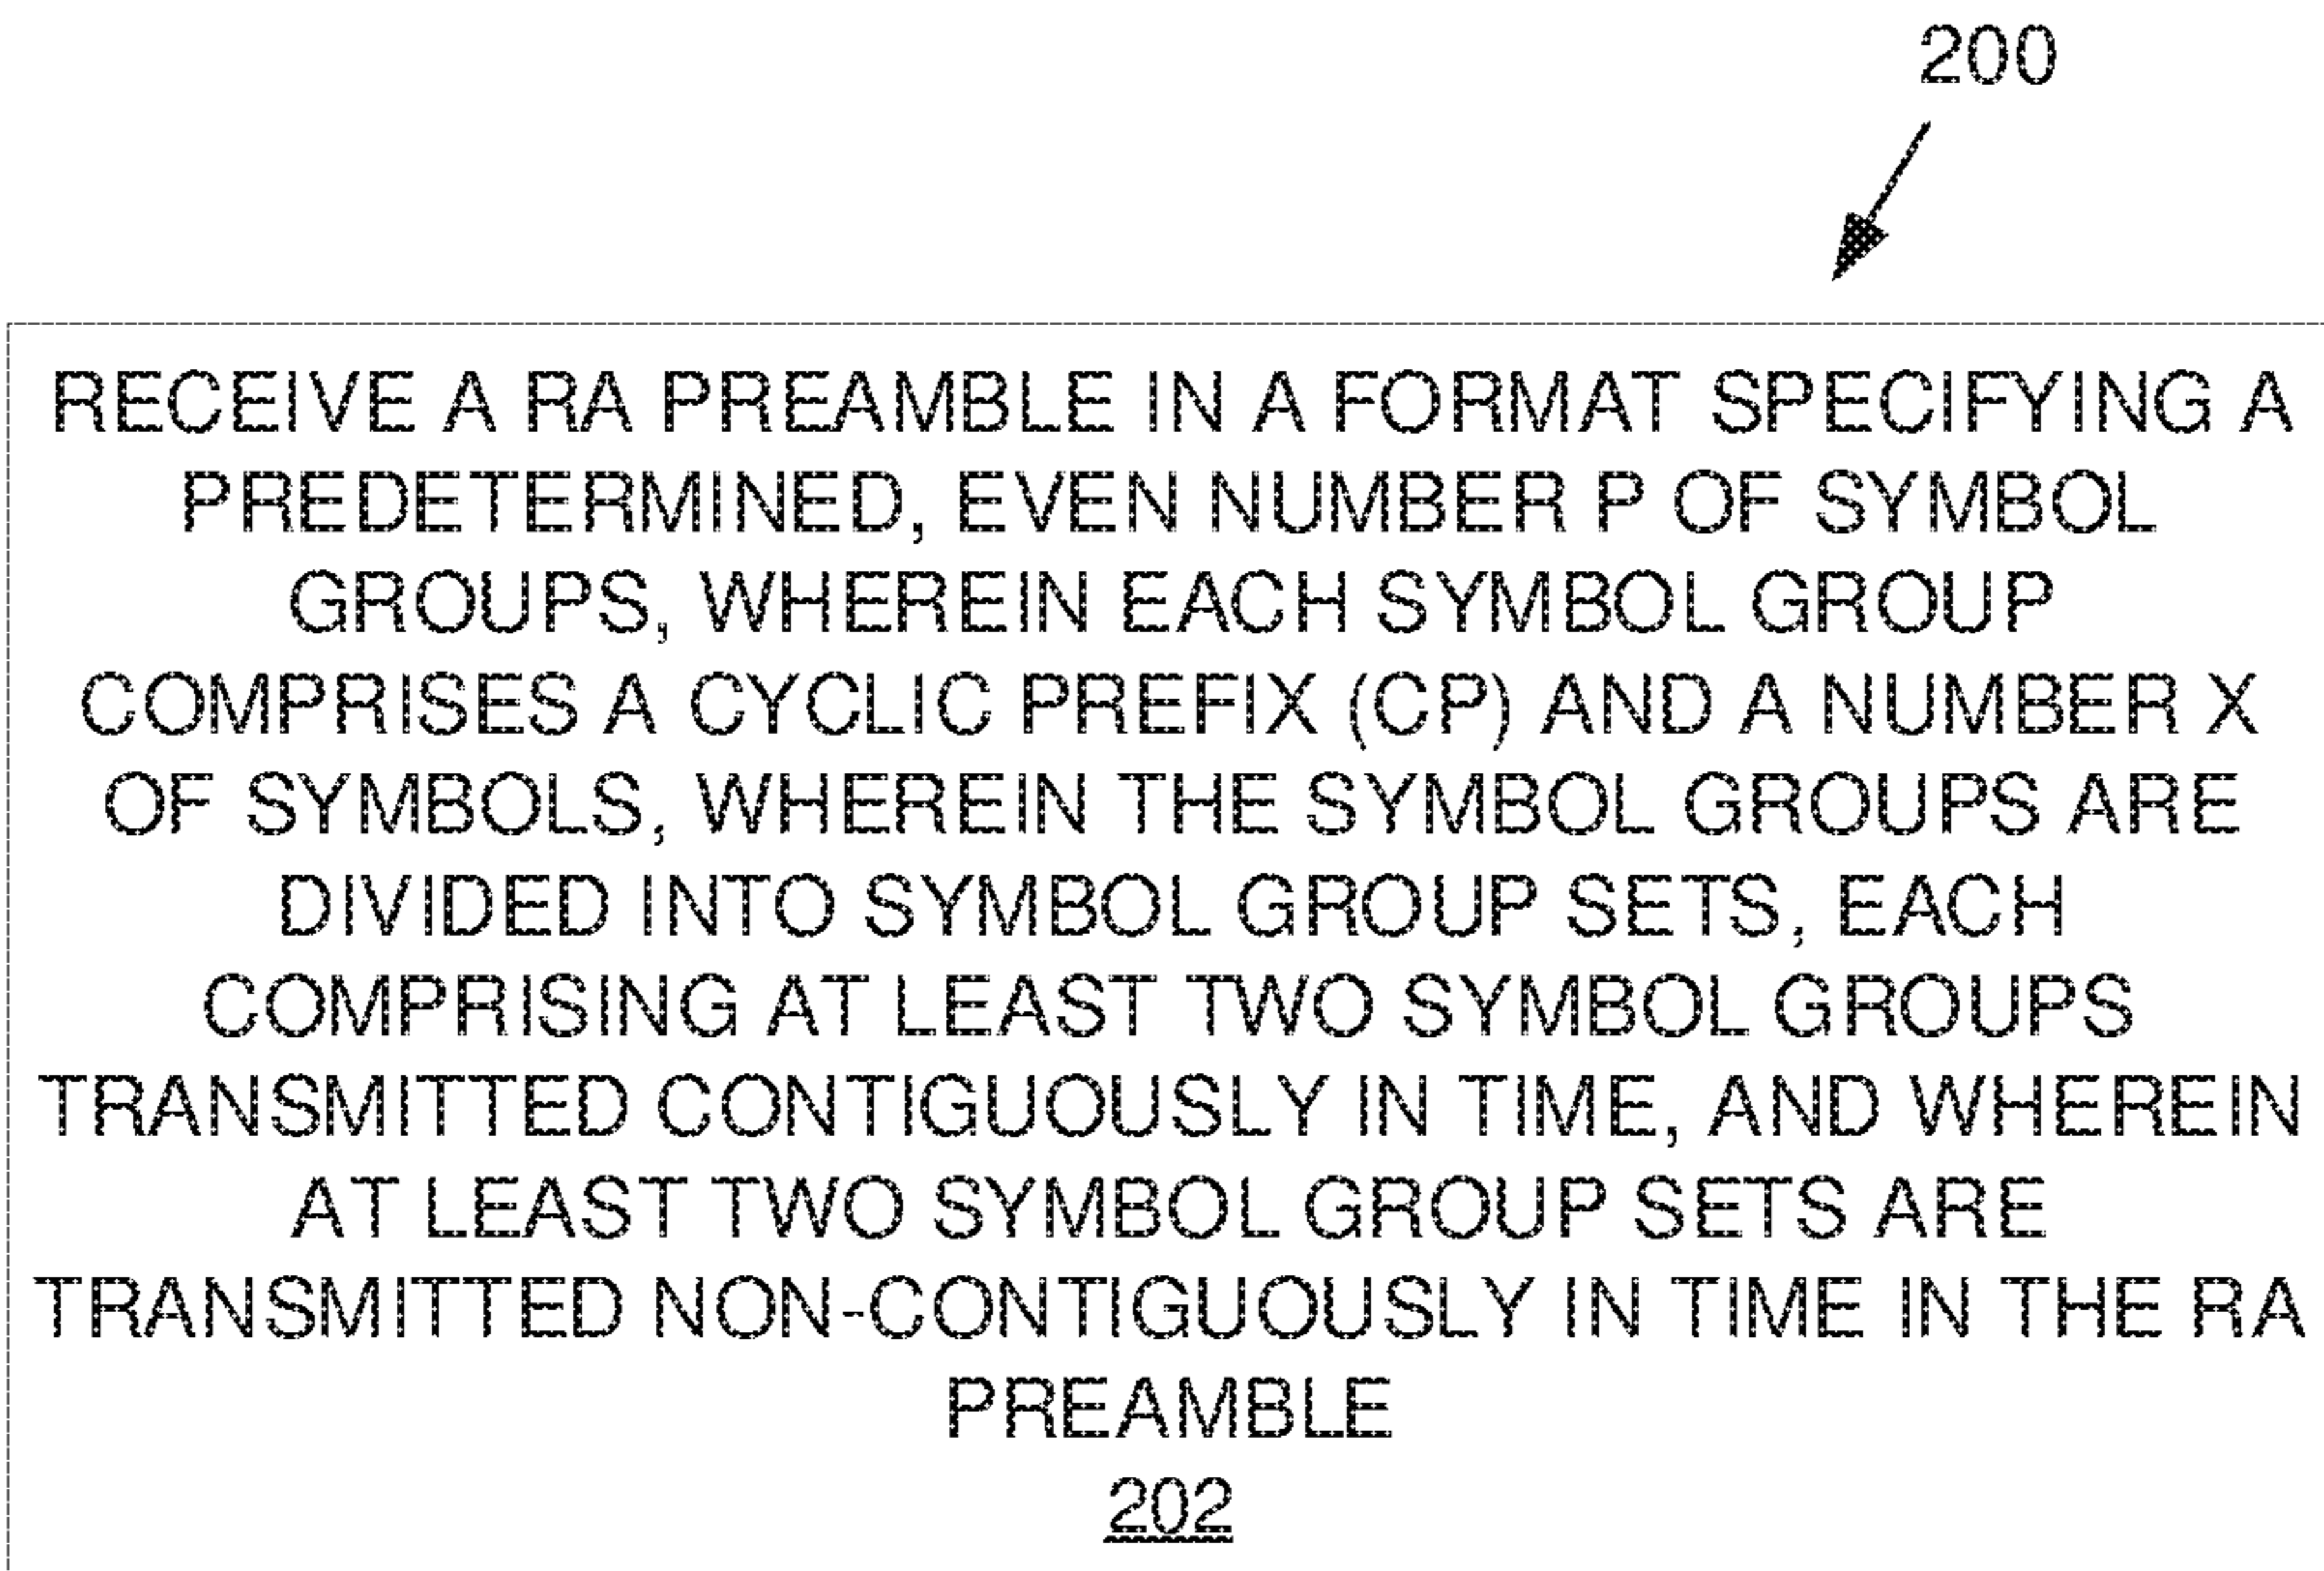 200
RECEIVE A RA PREAMBLE IN A FORMAT SPECIFYING A
PREDETERMINED, EVEN NUMBER P OF SYMBOL
GROUPS, WHEREIN EACH SYMBOL GROUP
COMPRISES A CYCLIC PREFIX (CP) AND A NUMBER X
OF SYMBOLS, WHEREIN THE SYMBOL GROUPS ARE
DIVIDED INTO SYMBOL GROUP SETS, EACH
COMPRISING AT LEAST TWO SYMBOL GROUPS
TRANSMITTED CONTIGUOUSLY IN TIME, AND WHEREIN
AT LEAST TWO SYMBOL GROUP SETS ARE
TRANSMITTED NON-CONTIGUOUSLY IN TIME IN THE RA
PREAMBLE
202